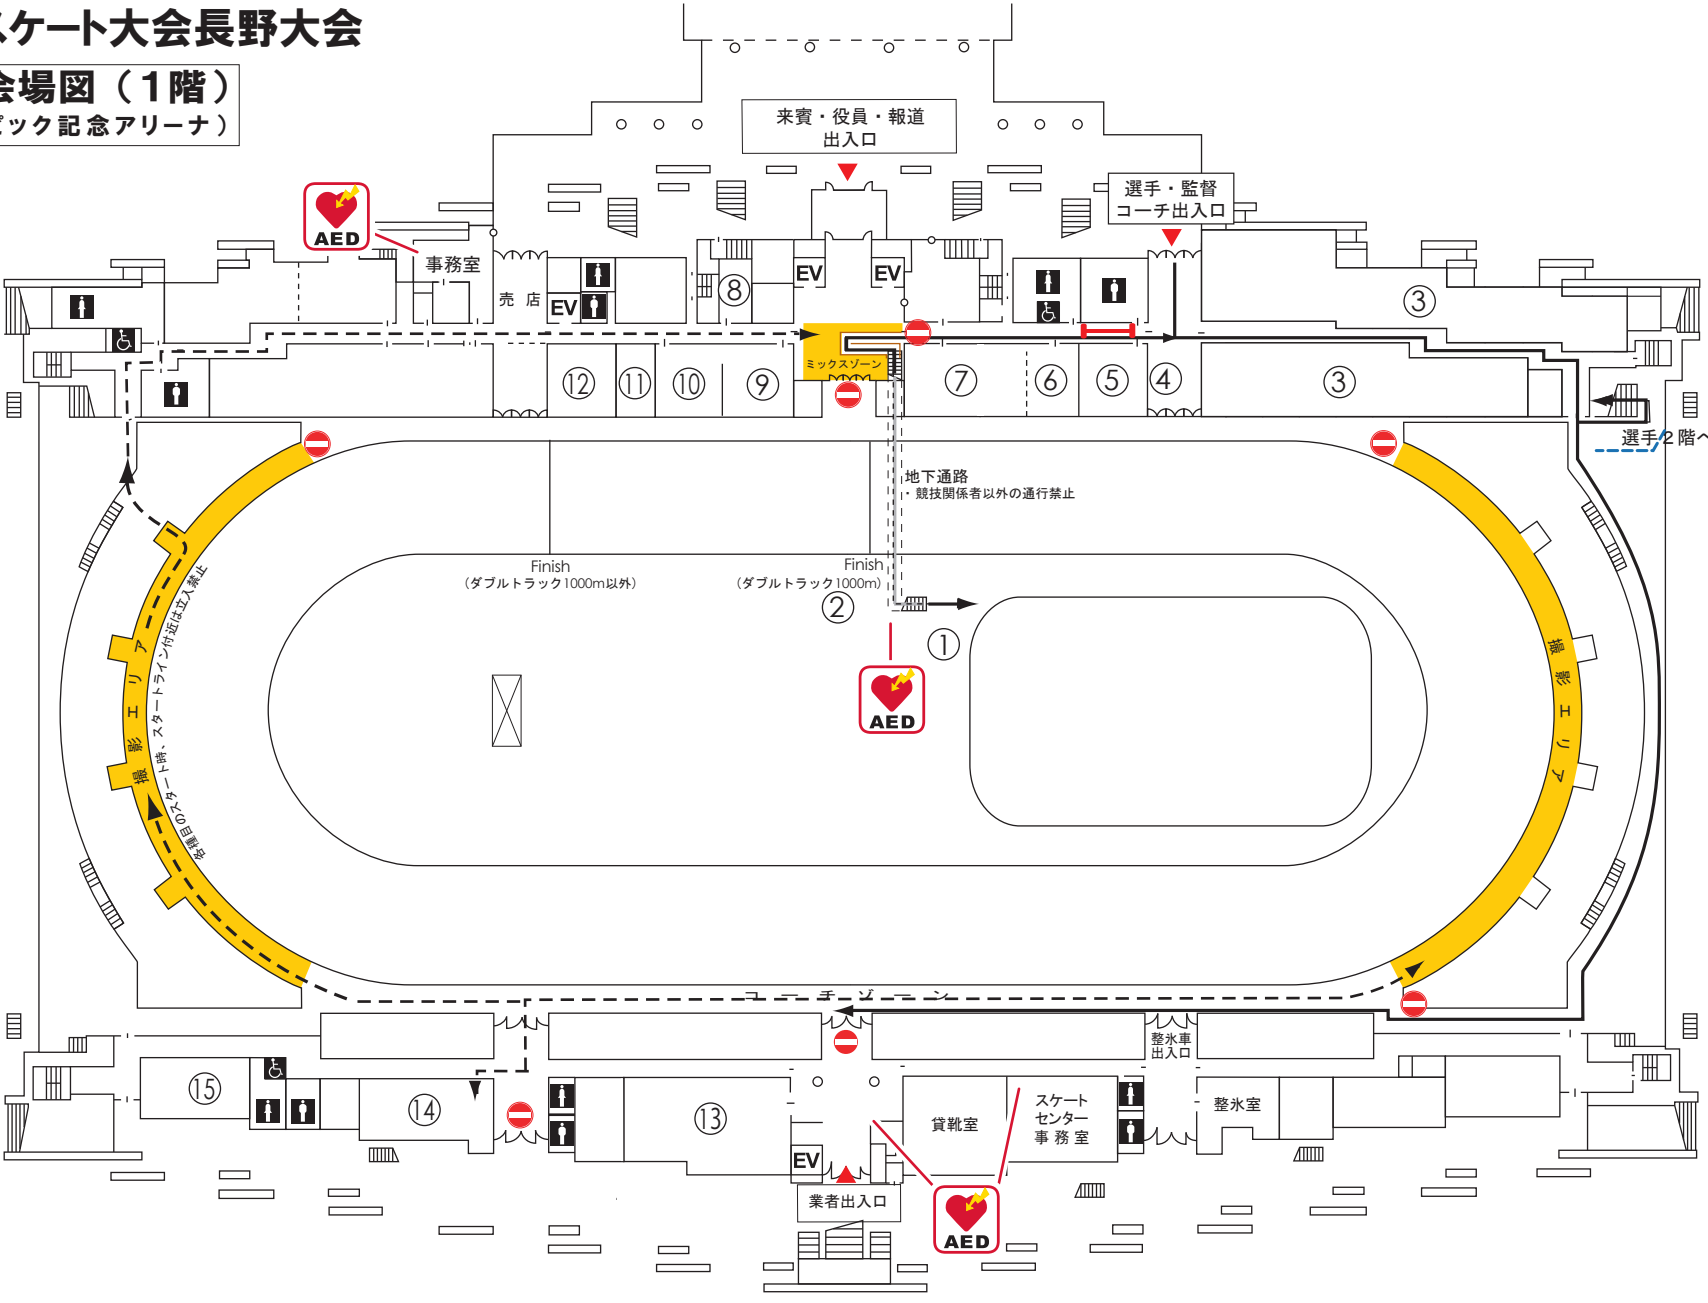 スケート大会長野大会
会場図（1階）
ピック記念アリーナ）
来賓・役員・報道
出入口
選手・監督
コーチ出入口
AED
事務室
売店
EV
⑧
EV
EV
③
ミックスゾーン
⑫
⑪
⑩
⑨
⑦
⑥
⑤
④
③
選手2階へ
地下通路
・競技関係者以外の通行禁止
Finish
（ダブルトラック1000m以外）
Finish
（ダブルトラック1000m）
②
①
AED
撮影エリア
各種目のスタート時、スタートライン付近は立入禁止
撮影エリア
コーチゾーン
整氷車
出入口
⑮
⑭
⑬
EV
貸靴室
スケート
センター
事務室
整氷室
業者出入口
AED